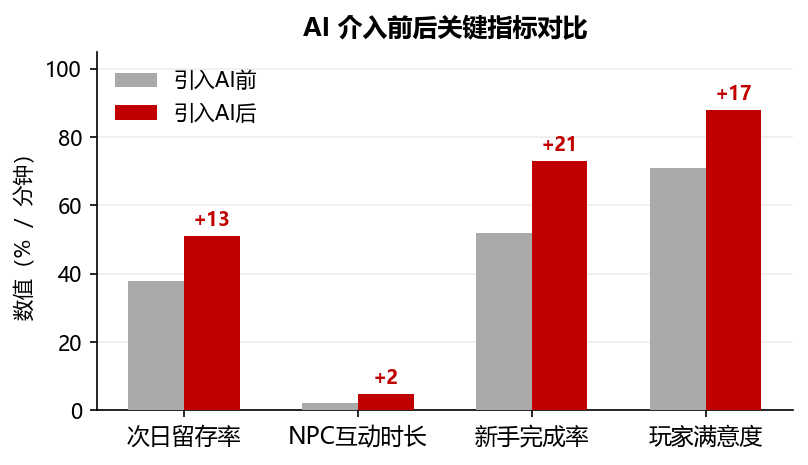 AI 介入前后关键指标对比
数值（% / 分钟）
100
80
60
40
20
0
引入AI前
引入AI后
+13
+2
+21
+17
次日留存率
NPC互动时长
新手完成率
玩家满意度